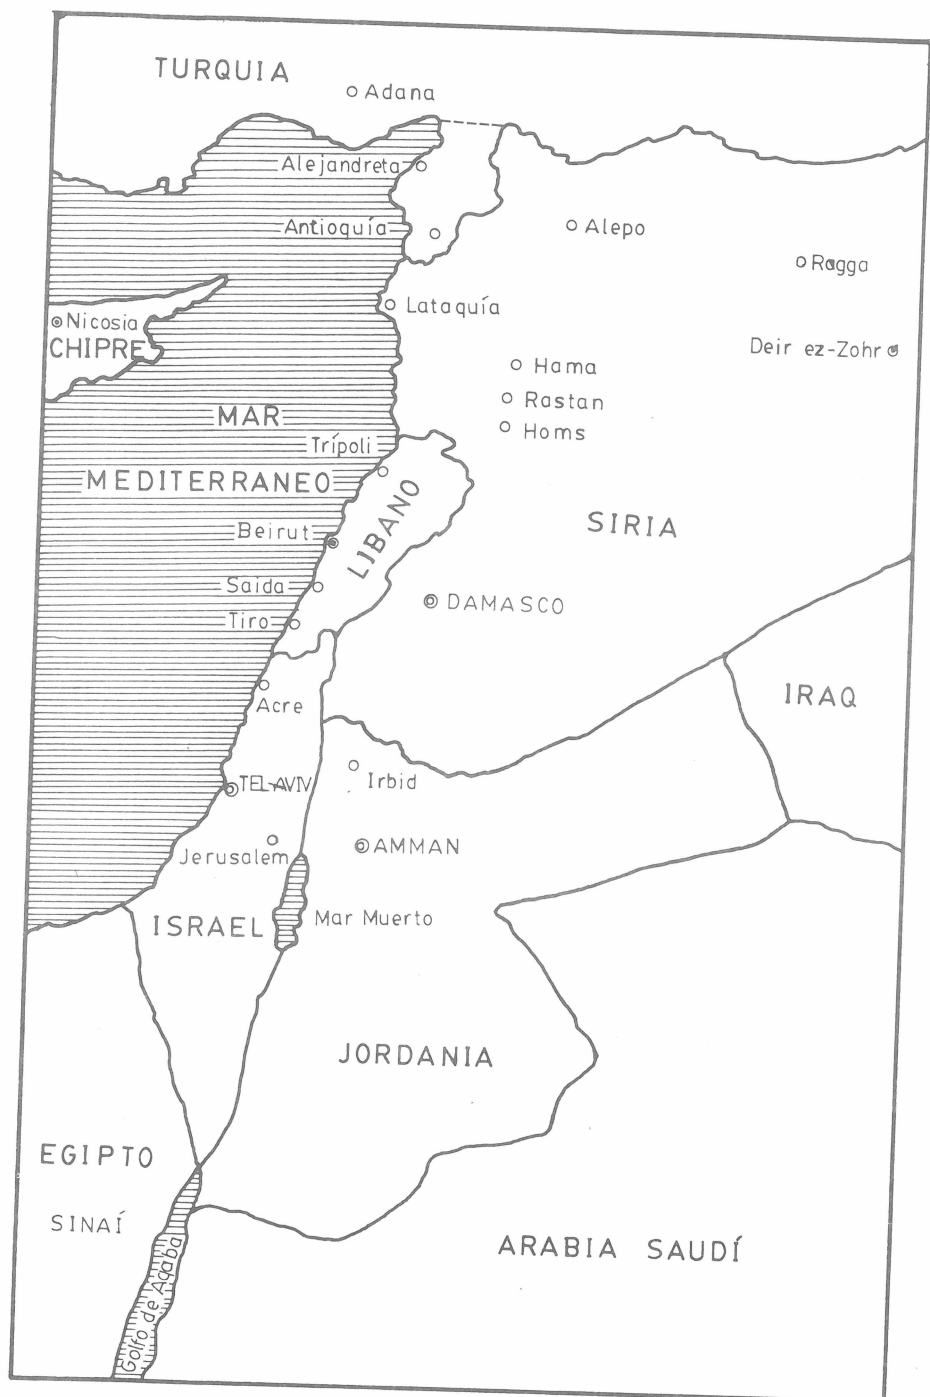 TURQUIA
Adana
Alejandreta
Antioquía
Alepo
Ragga
Lataquía
Nicosia
CHIPRE
Deir ez-Zohr
Hama
Rastan
Homs
MAR
Trípoli
MEDITERRANEO
LIBANO
SIRIA
Beirut
Saida
DAMASCO
Tiro
IRAQ
Acre
TEL-AVIV
Irbid
Jerusalem
AMMAN
ISRAEL
Mar Muerto
JORDANIA
EGIPTO
SINAÍ
ARABIA SAUDÍ
Golfo de Aqaba